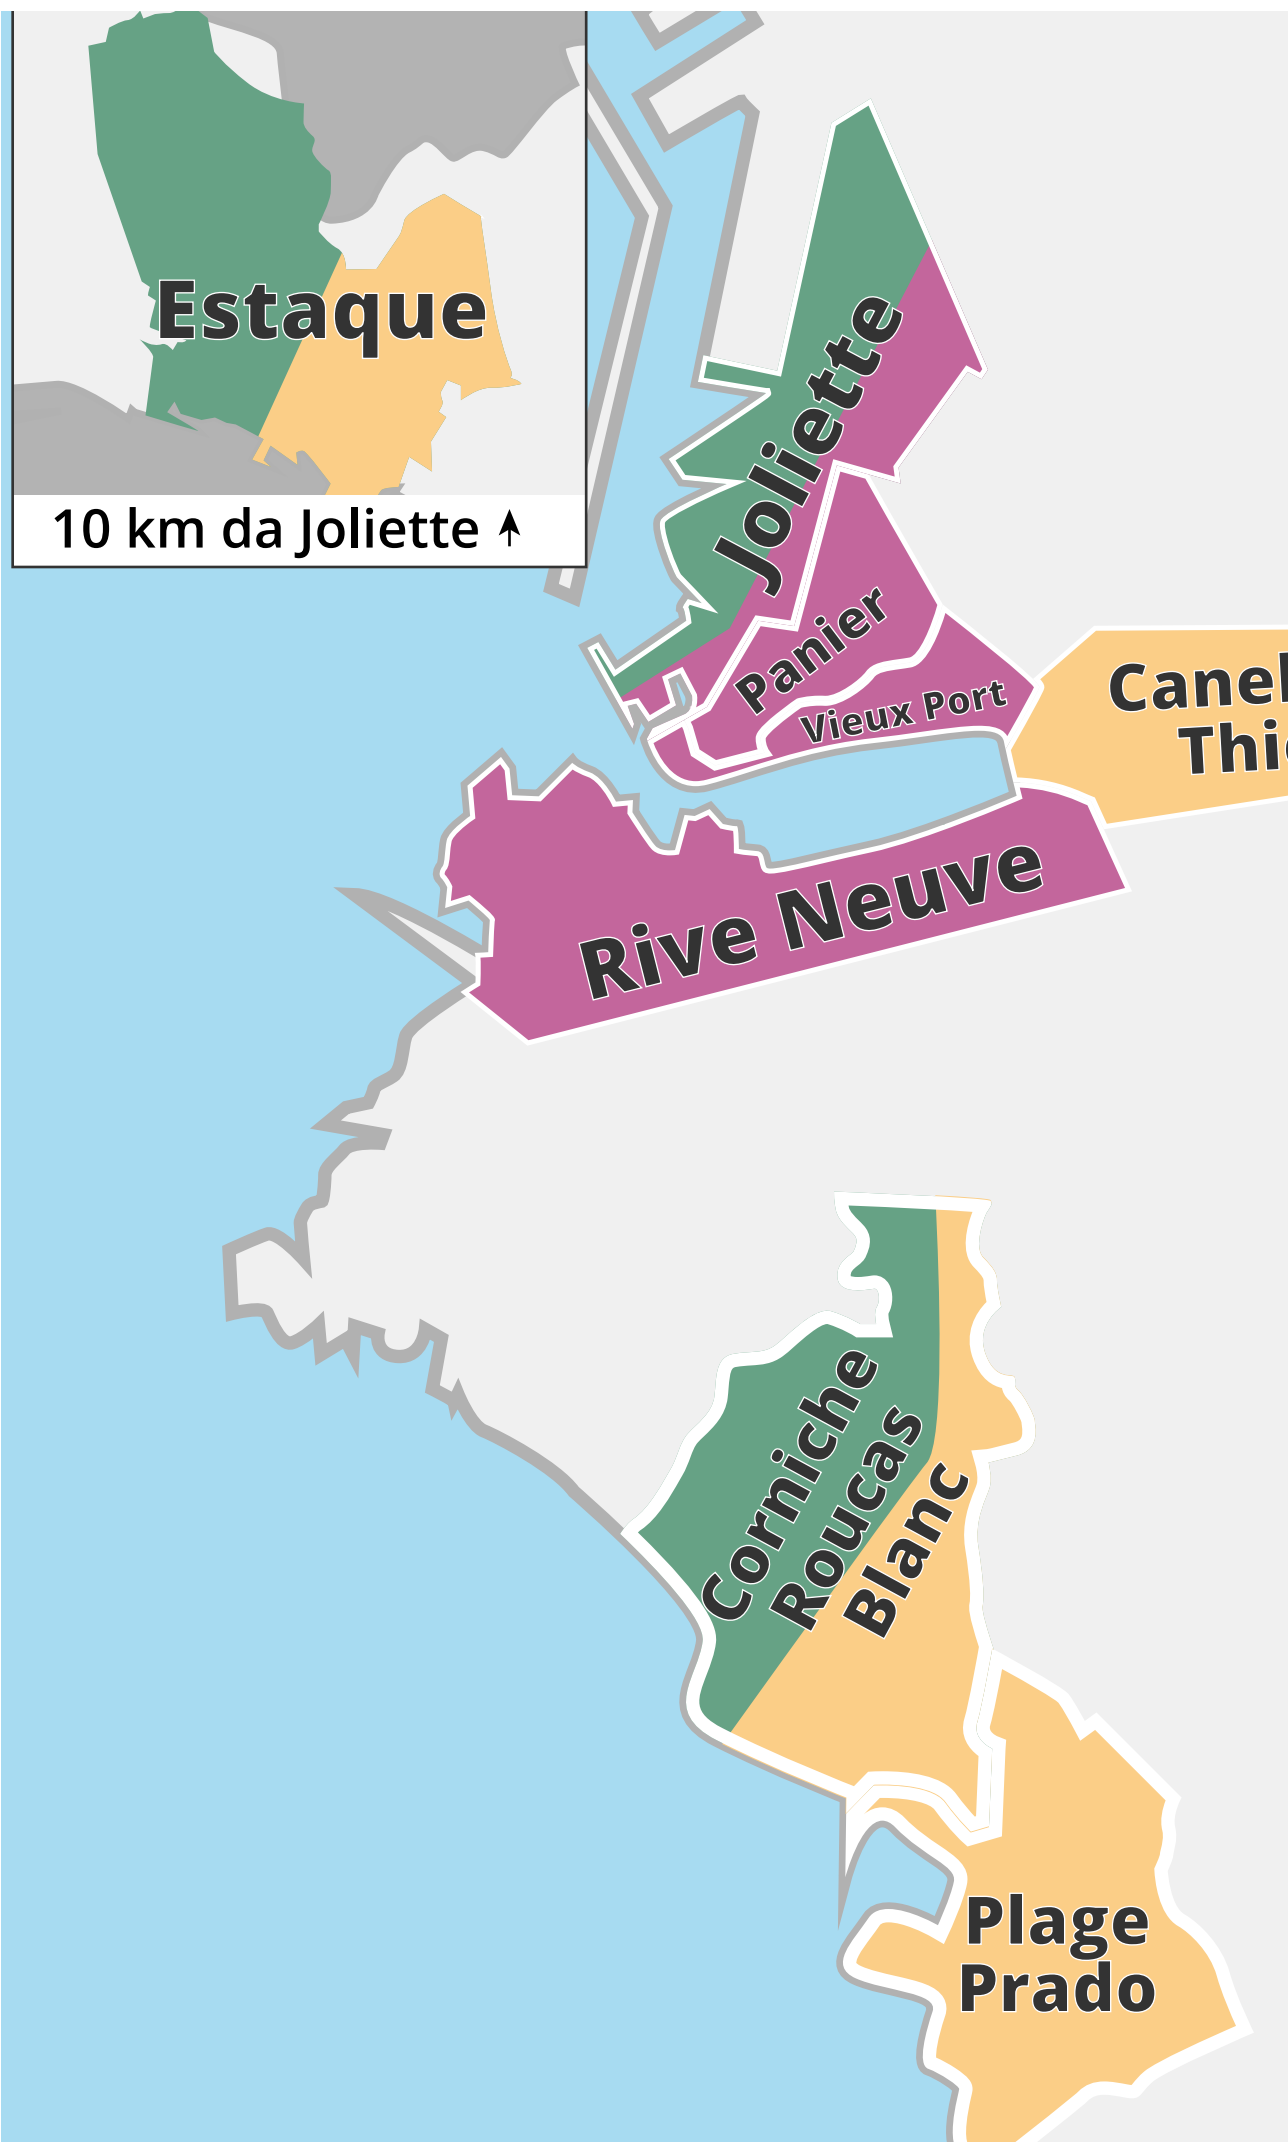 Estaque
10 km da Joliette
Joliette
Panier
Vieux Port
Rive Neuve
Corniche
Roucas
Blanc
Plage
Prado